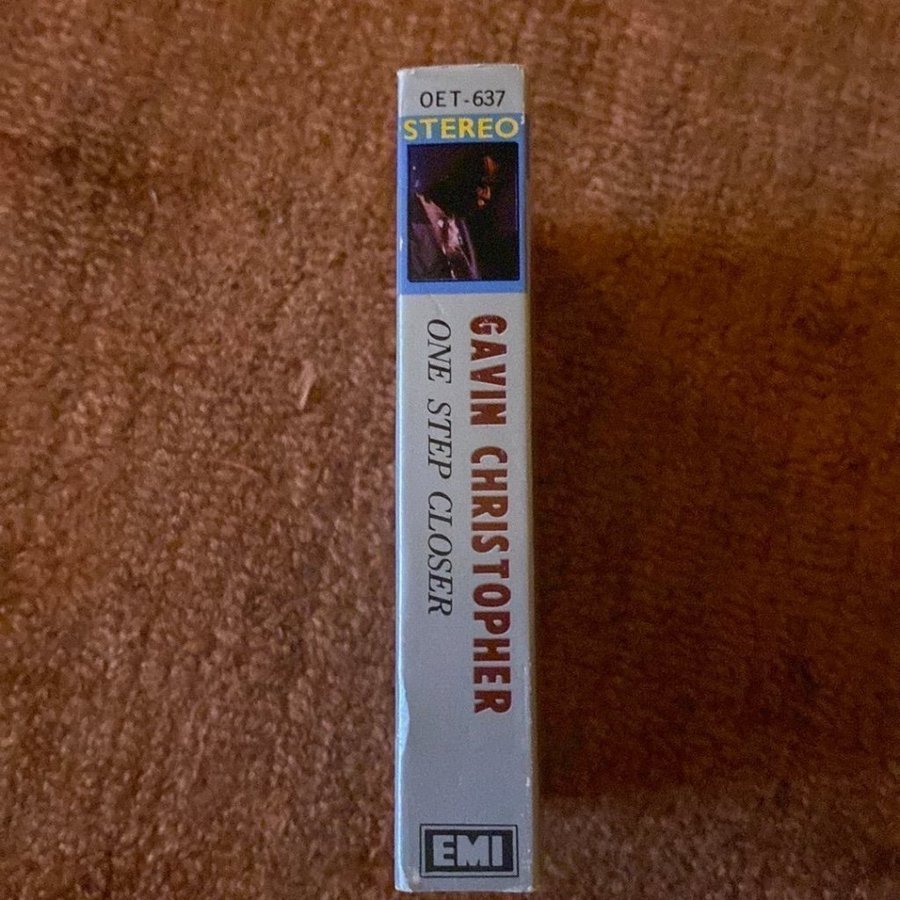 OET-637
STEREO
GAVIN CHRISTOPHER
ONE STEP CLOSER
EMI